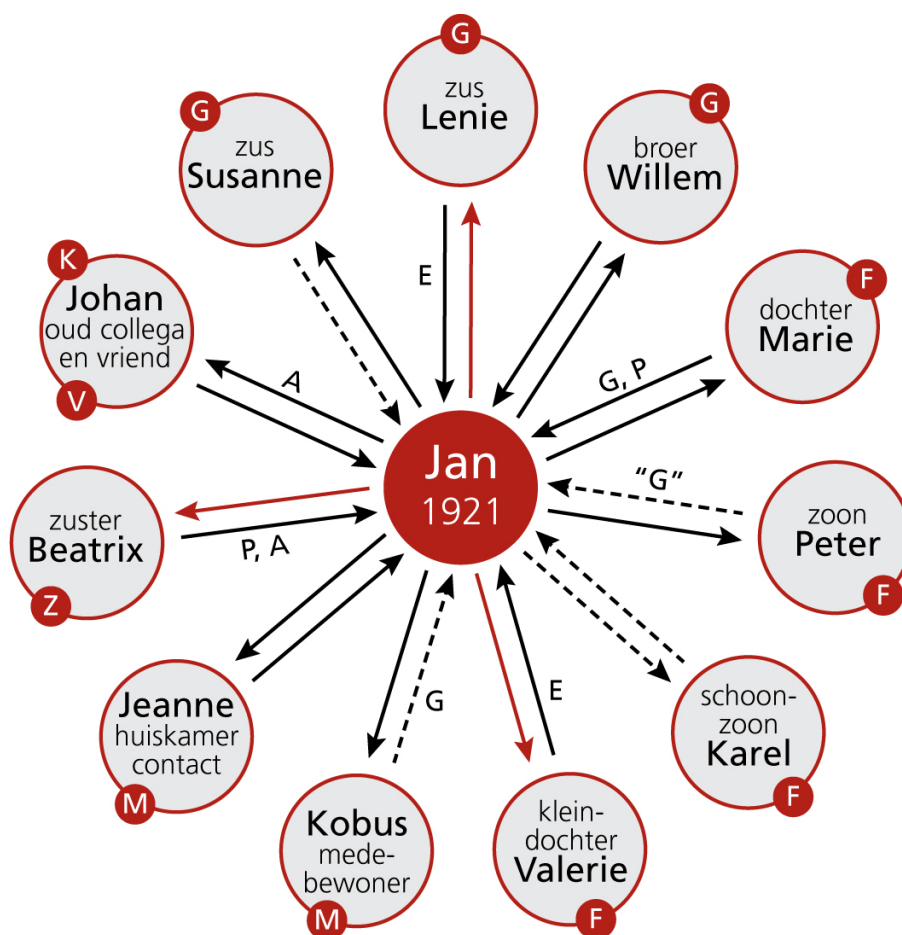 G
zus
Lenie
G
zus
Susanne
G
broer
Willem
K
Johan
oud collega
en vriend
V
F
dochter
Marie
E
A
G, P
Jan
1921
"G"
zoon
Peter
F
zuster
Beatrix
Z
P, A
Jeanne
huiskamer
contact
M
G
E
schoon-
zoon
Karel
F
Kobus
mede-
bewoner
M
klein-
dochter
Valerie
F